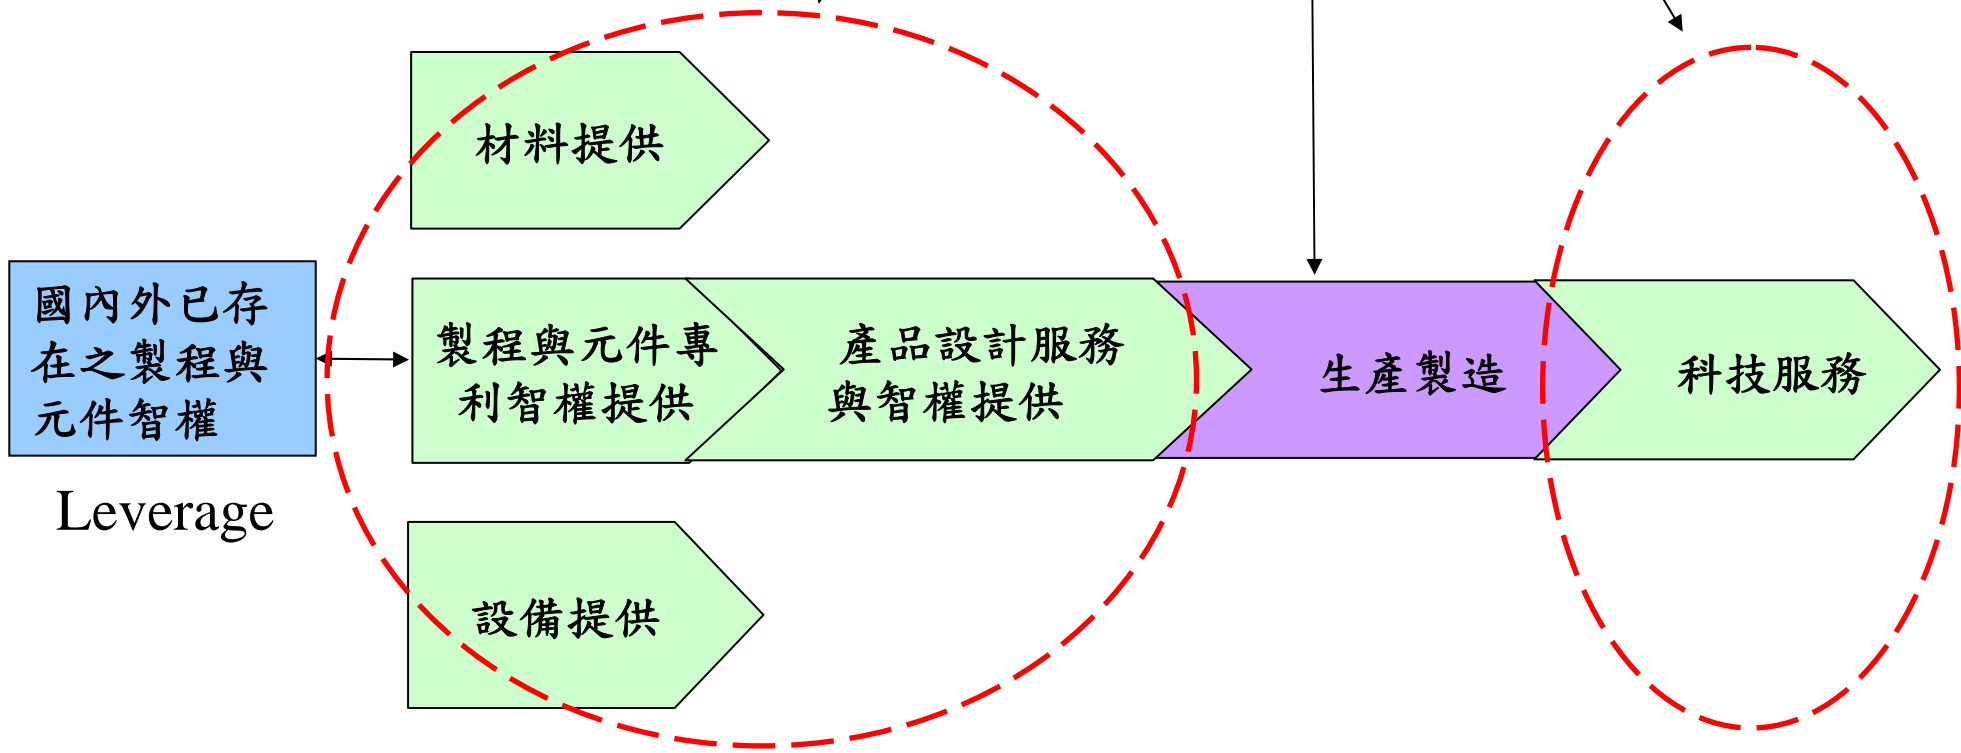 材料提供
國內外已存
在之製程與
元件智權
Leverage
製程與元件專
利智權提供
產品設計服務
與智權提供
生產製造
科技服務
設備提供